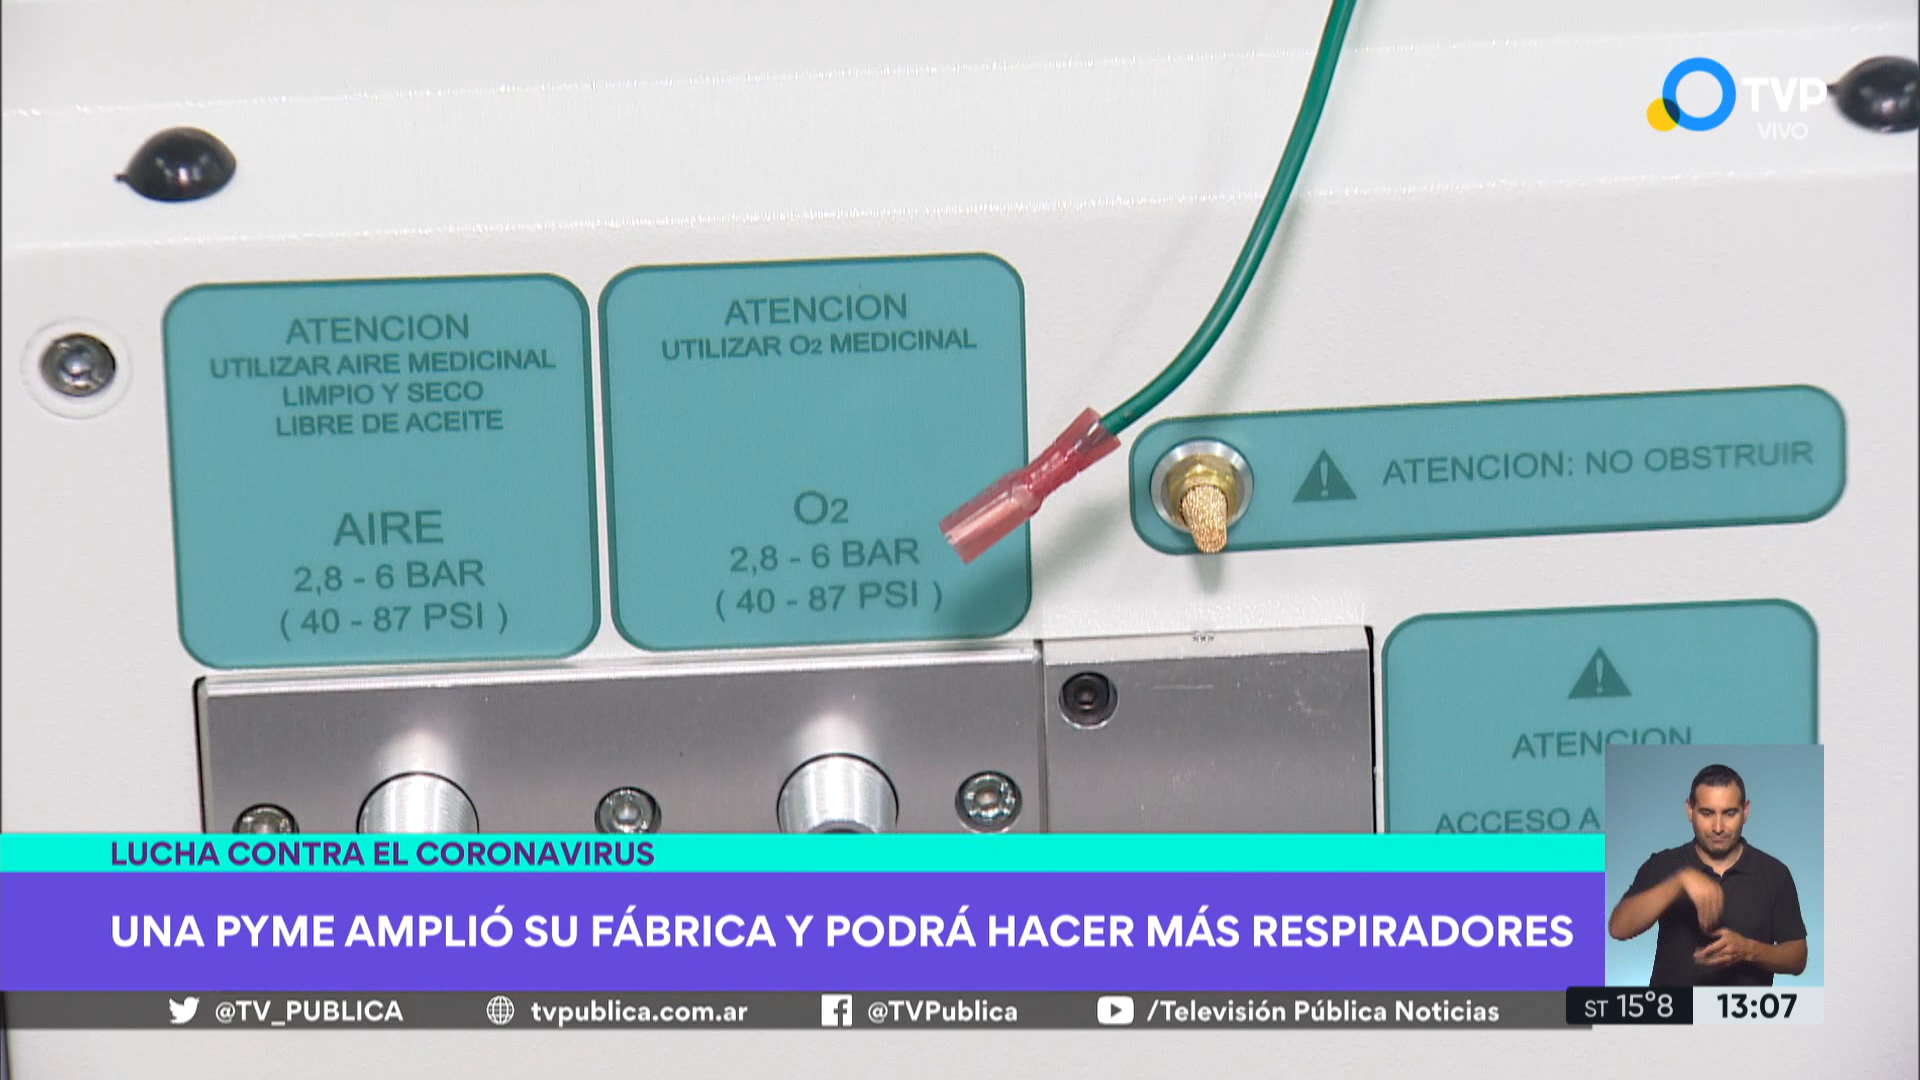 TVP
VIVO
ATENCION
UTILIZAR AIRE MEDICINAL
LIMPIO Y SECO
LIBRE DE ACEITE
AIRE
2,8 - 6 BAR
( 40 - 87 PSI )
ATENCION
UTILIZAR O2 MEDICINAL
O2
2,8 - 6 BAR
( 40 - 87 PSI )
ATENCION: NO OBSTRUIR
ATENCION
ACCESO A
LUCHA CONTRA EL CORONAVIRUS
UNA PYME AMPLIÓ SU FÁBRICA Y PODRÁ HACER MÁS RESPIRADORES
@TV_PUBLICA tvpublica.com.ar @TVPublica /Televisión Pública Noticias ST 15°8 13:07